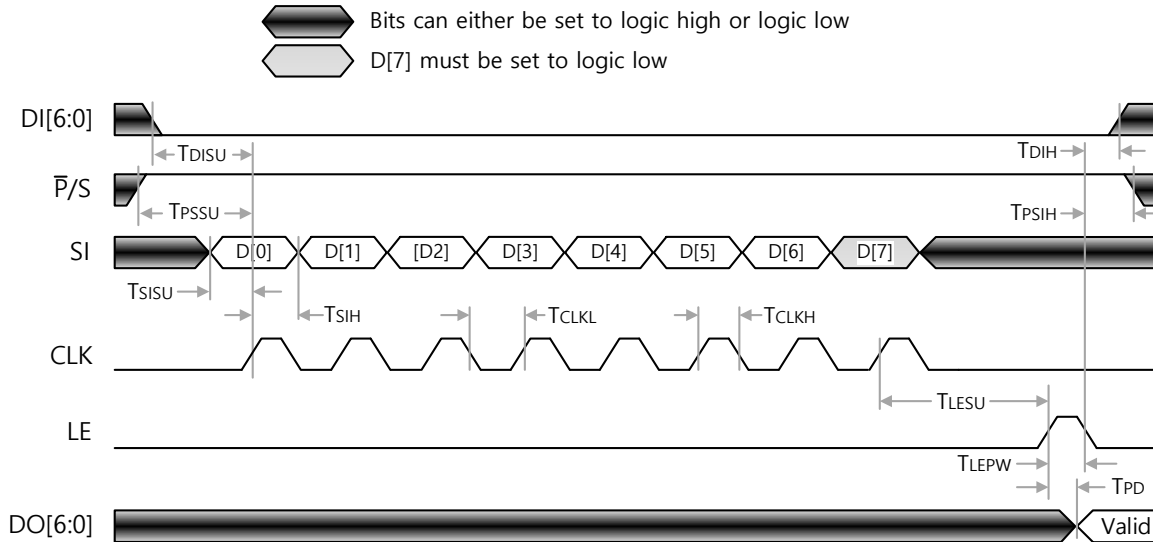 Bits can either be set to logic high or logic low
D[7] must be set to logic low
DI[6:0]
TDISU
TDIH
P̅/S
TPSSU
TPSIH
SI
D[0]
D[1]
[D2]
D[3]
D[4]
D[5]
D[6]
D[7]
TSISU
TSIH
TCLKL
TCLKH
CLK
TLESU
LE
TLEPW
TPD
DO[6:0]
Valid